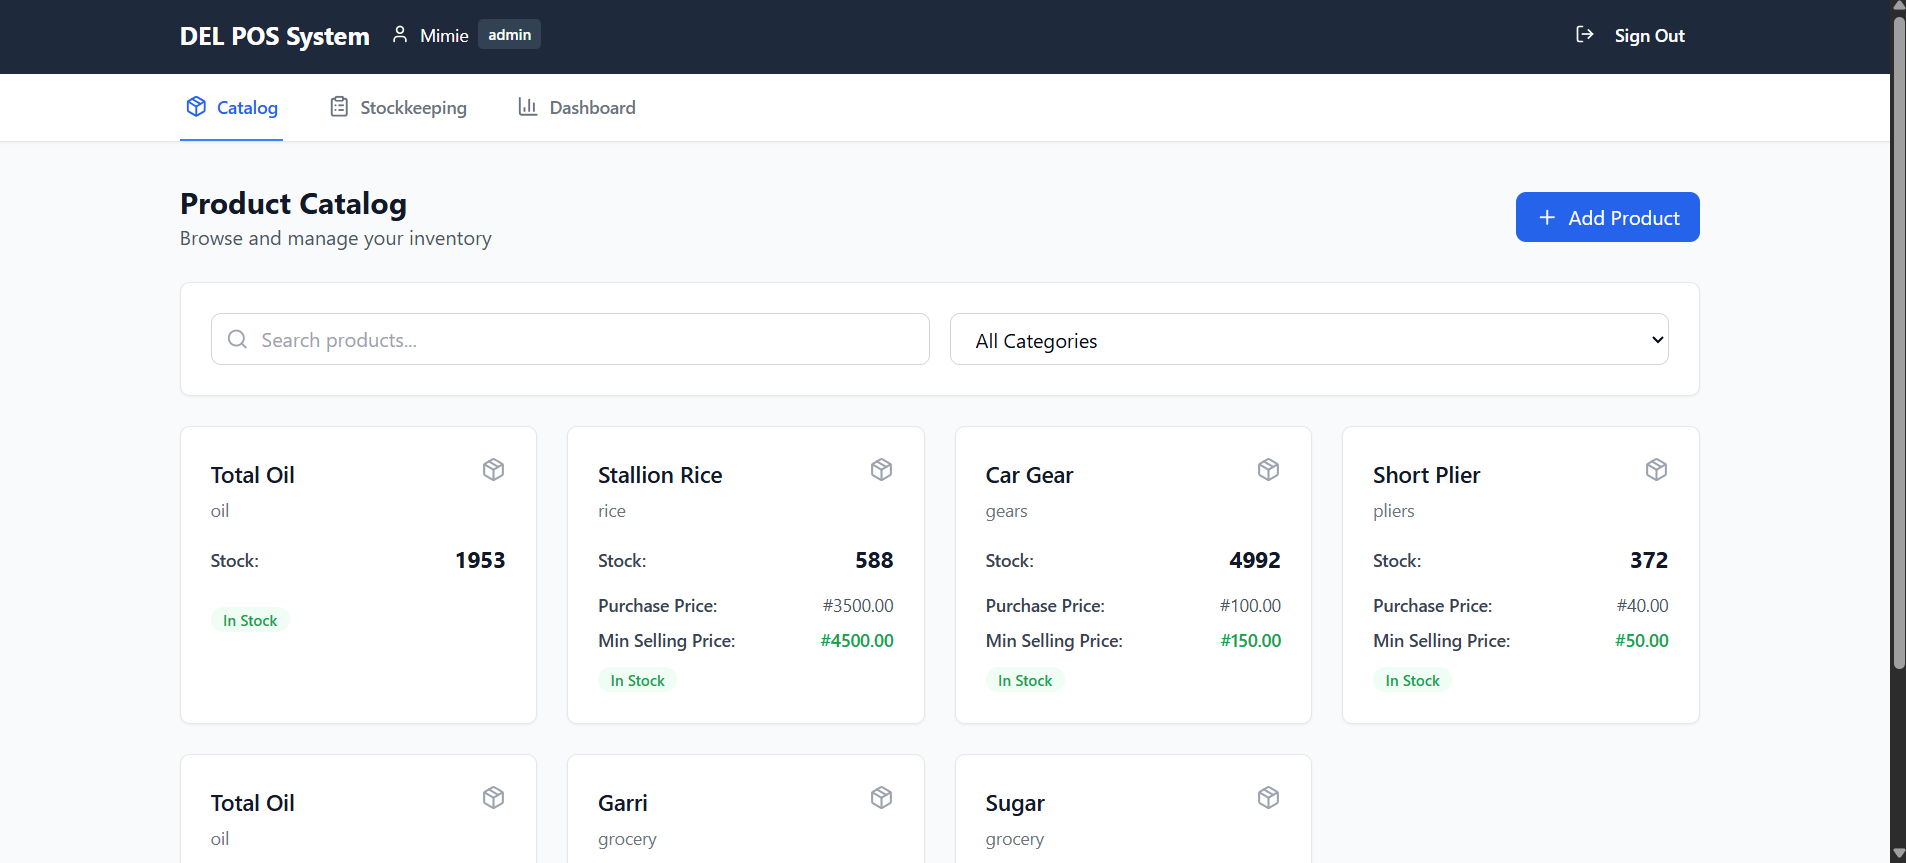 DEL POS System Mimie admin Sign Out
Catalog Stockkeeping Dashboard
Product Catalog
Browse and manage your inventory
Add Product
Search products...
All Categories
Total Oil
oil
Stock: 1953
In Stock
Stallion Rice
rice
Stock: 588
Purchase Price: #3500.00
Min Selling Price: #4500.00
In Stock
Car Gear
gears
Stock: 4992
Purchase Price: #100.00
Min Selling Price: #150.00
In Stock
Short Plier
pliers
Stock: 372
Purchase Price: #40.00
Min Selling Price: #50.00
In Stock
Total Oil
oil
Garri
grocery
Sugar
grocery